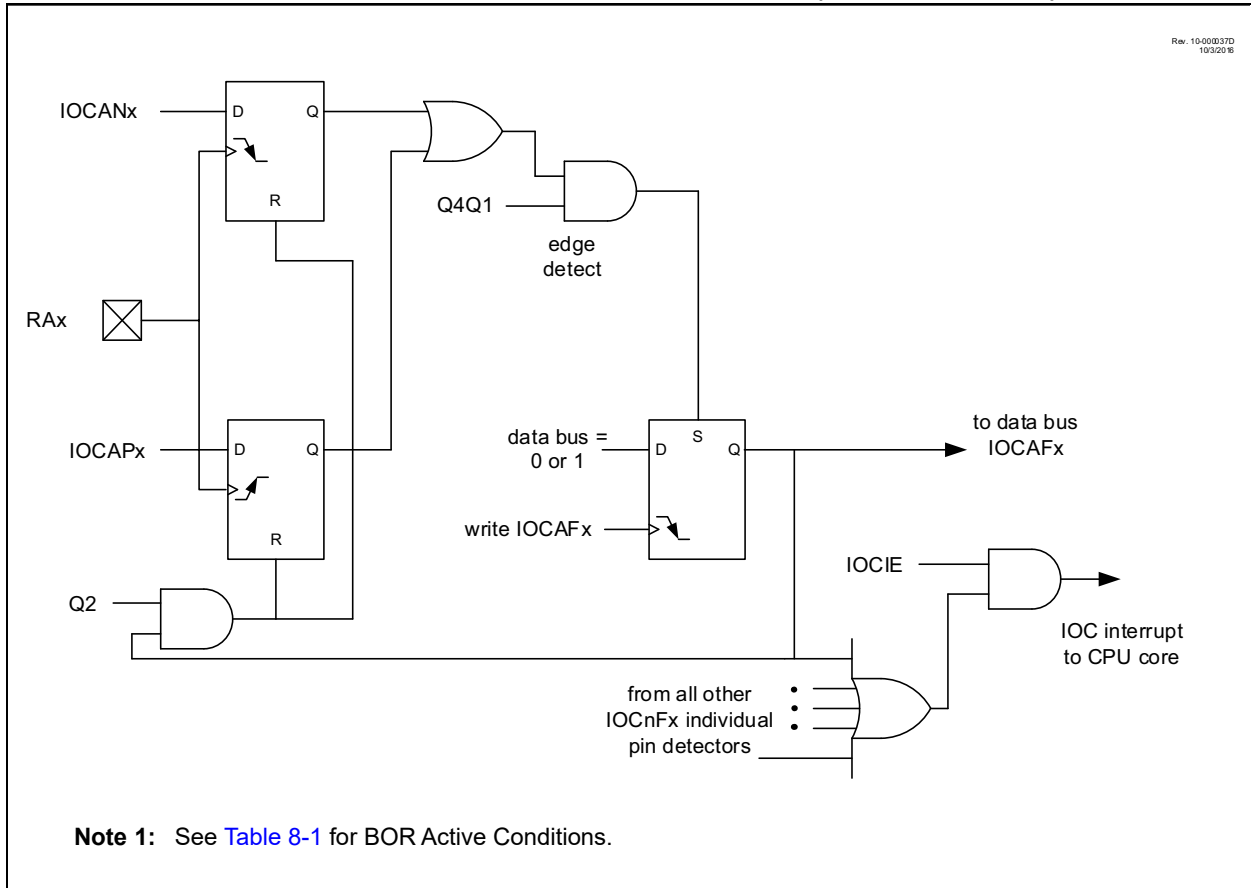 Rev. 10-000037D
10/3/2016
IOCANx
D
Q
R
Q4Q1
edge
detect
RAx
IOCAPx
D
Q
R
data bus =
0 or 1
S
D
Q
to data bus
IOCAFx
write IOCAFx
IOCIE
Q2
IOC interrupt
to CPU core
from all other
IOCnFx individual
pin detectors
Note 1: See Table 8-1 for BOR Active Conditions.